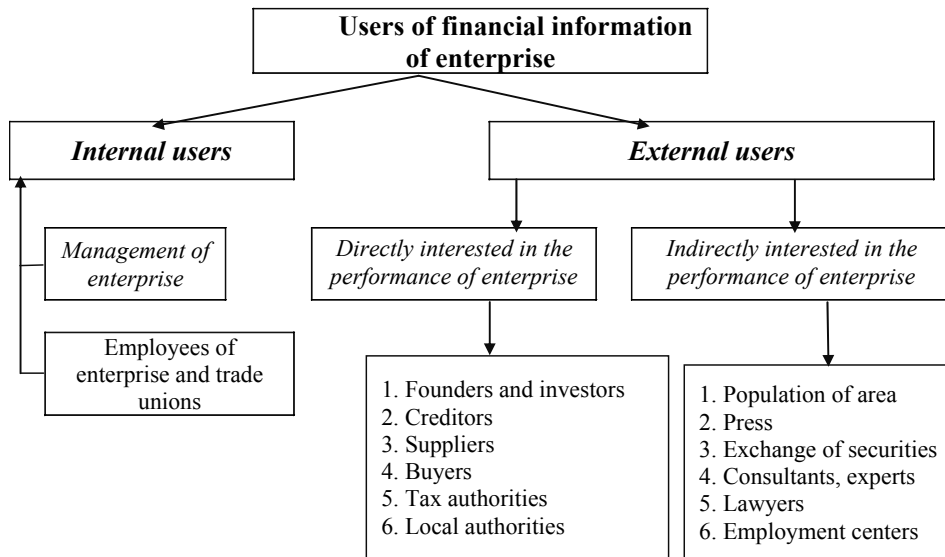 Users of financial information
of enterprise
Internal users
External users
Management of
enterprise
Directly interested in the
performance of enterprise
Indirectly interested in the
performance of enterprise
Employees of
enterprise and trade
unions
1. Founders and investors
2. Creditors
3. Suppliers
4. Buyers
5. Tax authorities
6. Local authorities
1. Population of area
2. Press
3. Exchange of securities
4. Consultants, experts
5. Lawyers
6. Employment centers